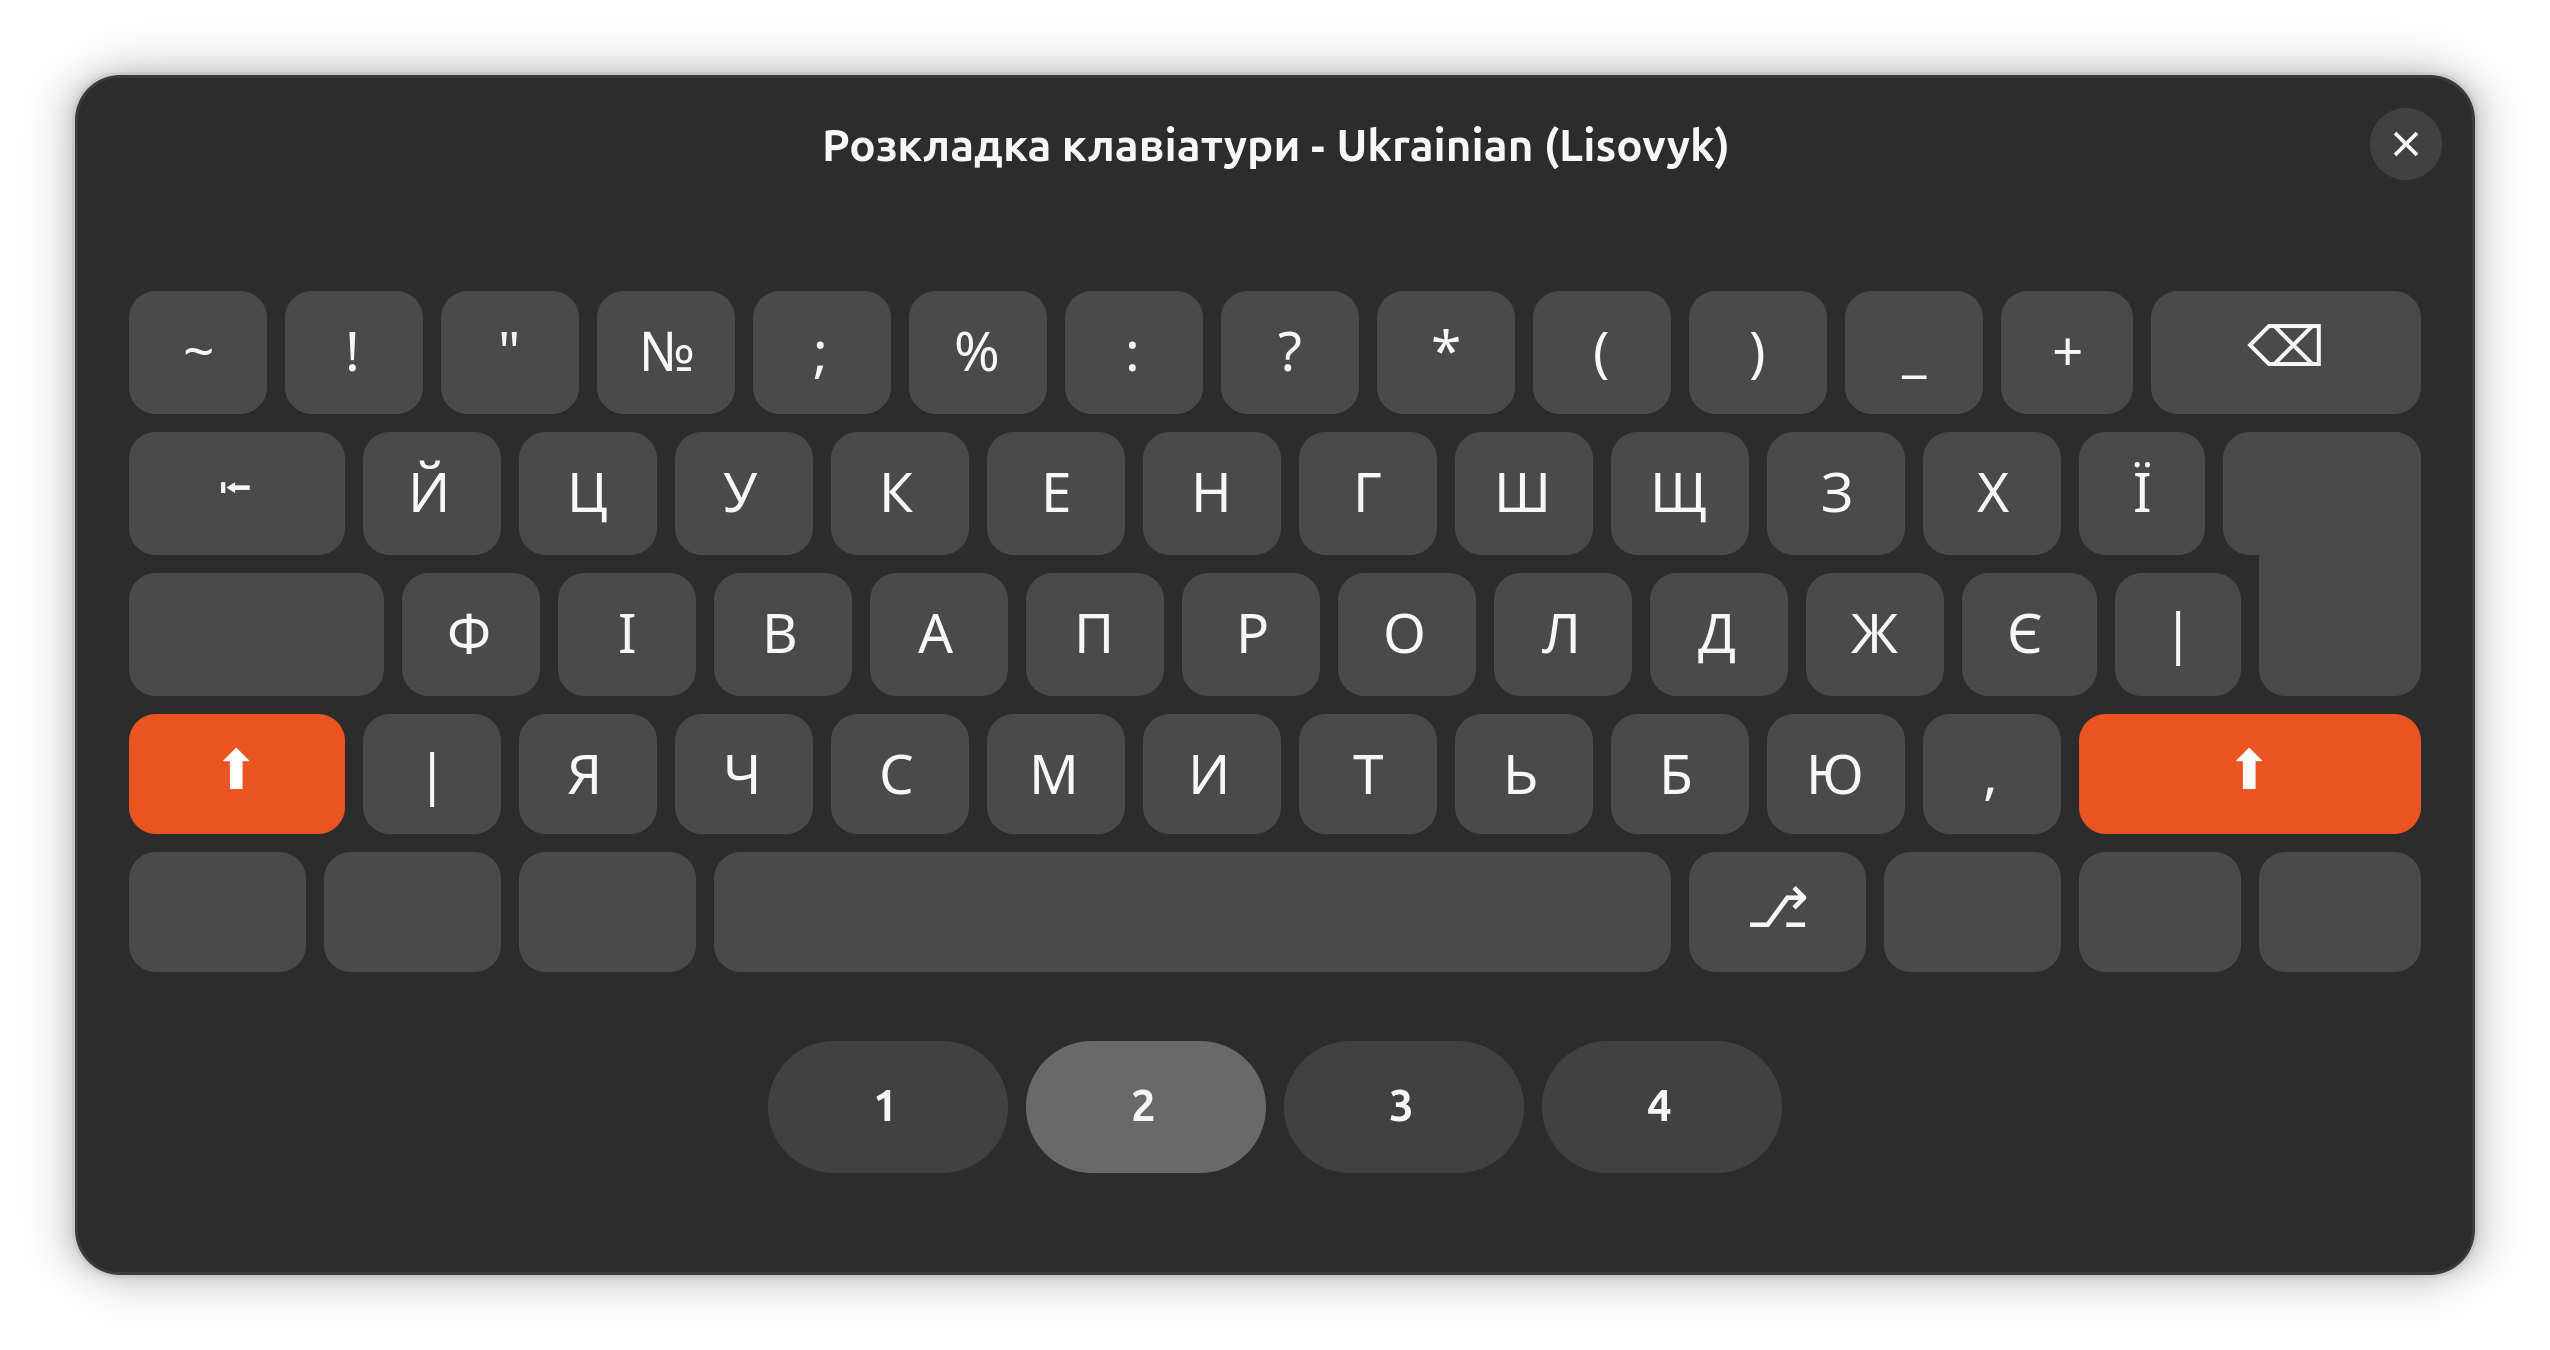 Розкладка клавіатури - Ukrainian (Lisovyk)
~ ! " № ; % : ? * ( ) _ + ⌫
⭰ Й Ц У К Е Н Г Ш Щ З Х Ї
Ф І В А П Р О Л Д Ж Є |
⬆ | Я Ч С М И Т Ь Б Ю , ⬆
⎇
1 2 3 4